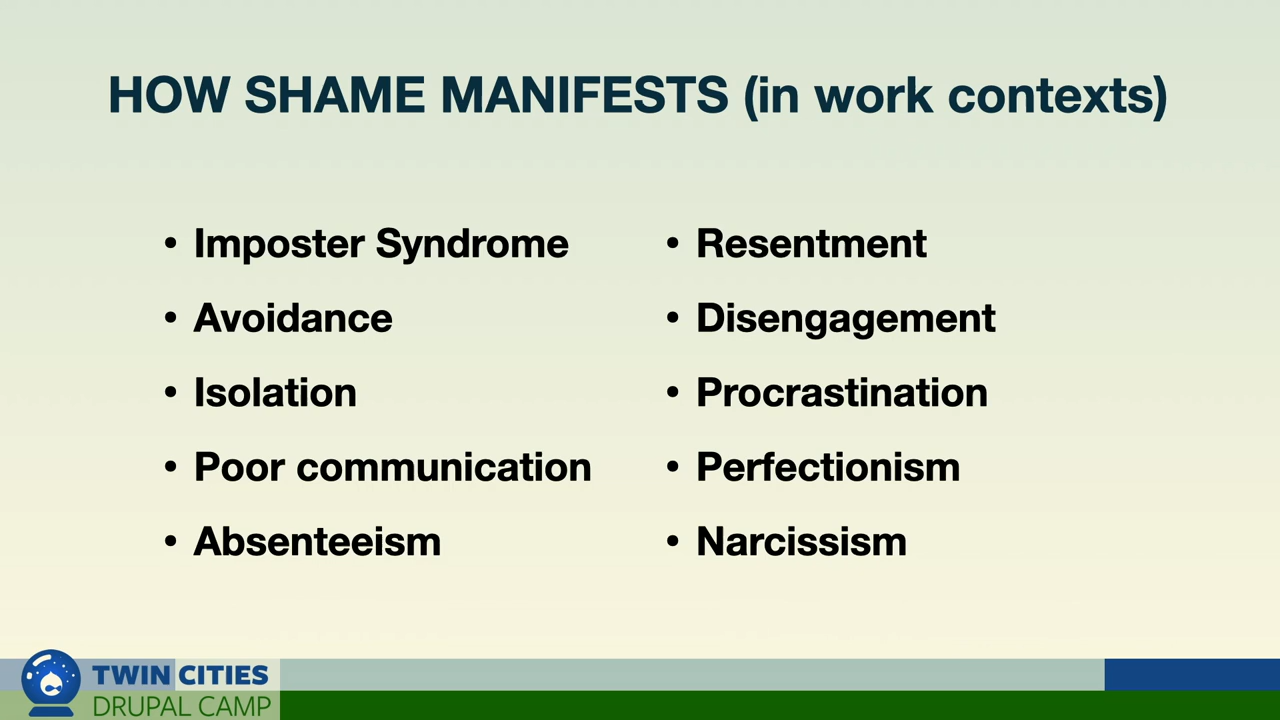 HOW SHAME MANIFESTS (in work contexts)
• Imposter Syndrome
• Avoidance
• Isolation
• Poor communication
• Absenteeism
• Resentment
• Disengagement
• Procrastination
• Perfectionism
• Narcissism
TWIN CITIES
DRUPAL CAMP